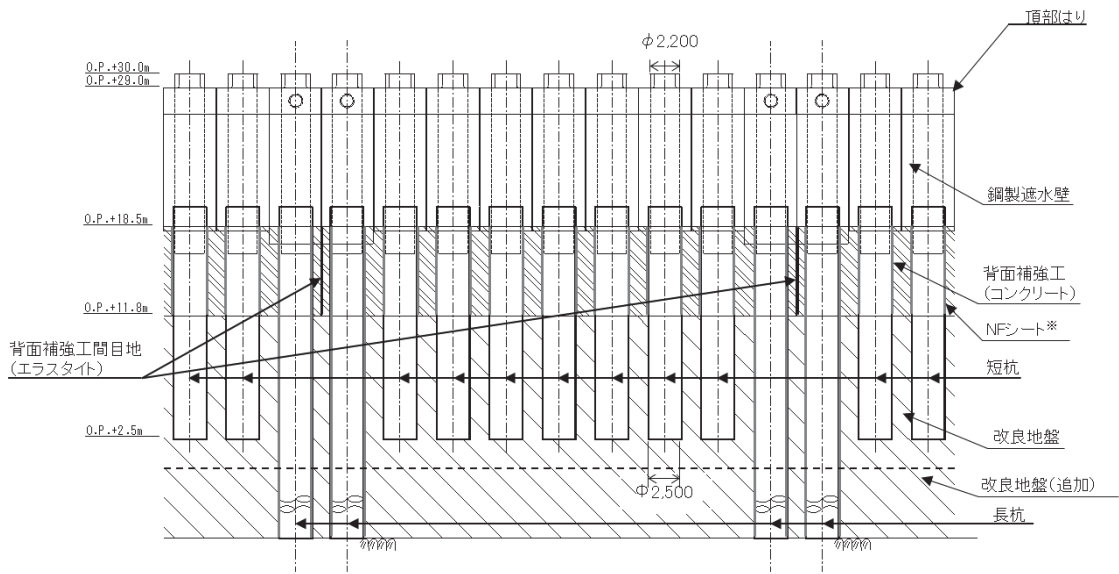 頂部はり
φ2,200
O.P.+30.0m
O.P.+29.0m
鋼製遮水壁
O.P.+18.5m
背面補強工
(コンクリート)
O.P.+11.8m
NFシート※
背面補強工間目地
(エラスタイト)
短杭
O.P.+2.5m
改良地盤
改良地盤(追加)
Φ2,500
長杭